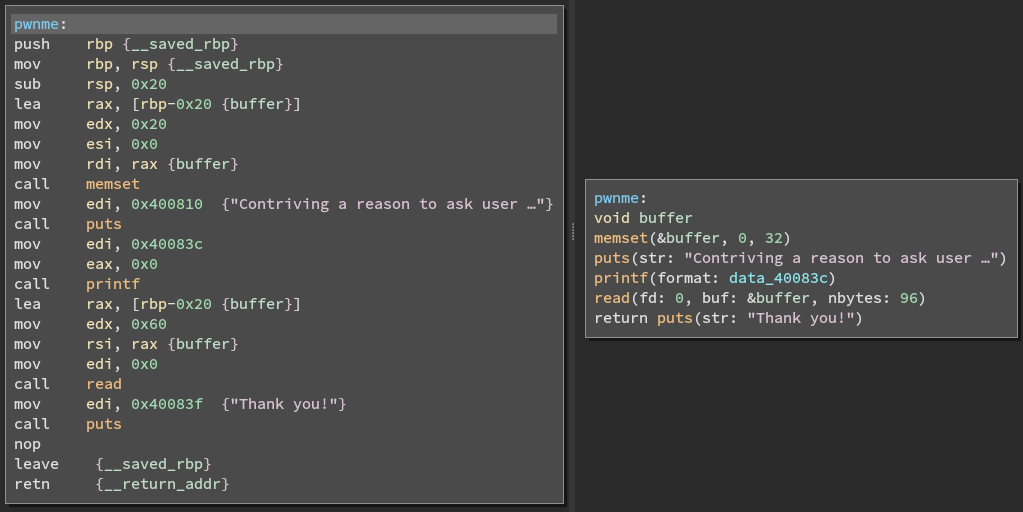 pwnme:
push rbp {__saved_rbp}
mov rbp, rsp {__saved_rbp}
sub rsp, 0x20
lea rax, [rbp-0x20 {buffer}]
mov edx, 0x20
mov esi, 0x0
mov rdi, rax {buffer}
call memset
mov edi, 0x400810 {"Contriving a reason to ask user …"}
call puts
mov edi, 0x40083c
mov eax, 0x0
call printf
lea rax, [rbp-0x20 {buffer}]
mov edx, 0x60
mov rsi, rax {buffer}
mov edi, 0x0
call read
mov edi, 0x40083f {"Thank you!"}
call puts
nop
leave {__saved_rbp}
retn {__return_addr}
pwnme:
void buffer
memset(&buffer, 0, 32)
puts(str: "Contriving a reason to ask user …")
printf(format: data_40083c)
read(fd: 0, buf: &buffer, nbytes: 96)
return puts(str: "Thank you!")